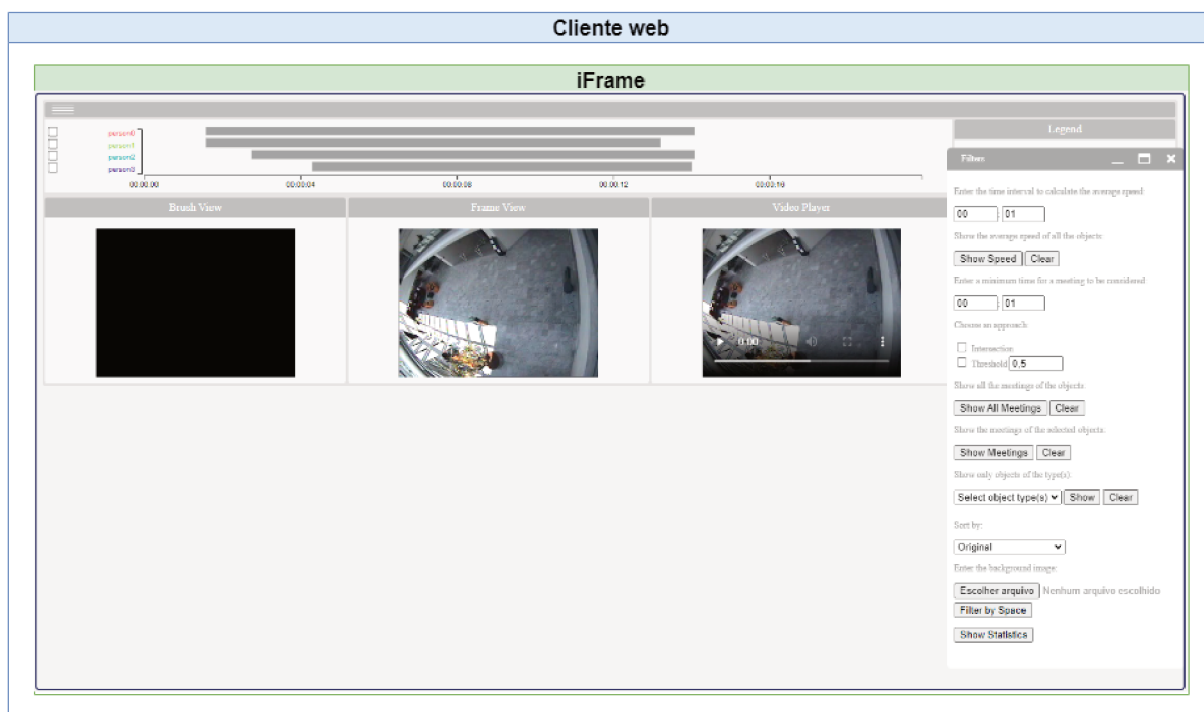 Cliente web
iFrame
person0
person1
person2
person3
00:00:00 00:00:04 00:00:08 00:00:12 00:00:16
Legend
Brush View Frame View Video Player
0:00
Filters
Enter the time interval to calculate the average speed:
00 : 01
Show the average speed of all the objects:
Show Speed Clear
Enter a minimum time for a meeting to be considered
00 : 01
Choose an approach:
Intersection
Threshold 0,5
Show all the meetings of the objects:
Show All Meetings Clear
Show the meetings of the selected objects:
Show Meetings Clear
Show only objects of the type(s):
Select object type(s) Show Clear
Sort by:
Original
Enter the background image:
Escolher arquivo Nenhum arquivo escolhido
Filter by Space
Show Statistics